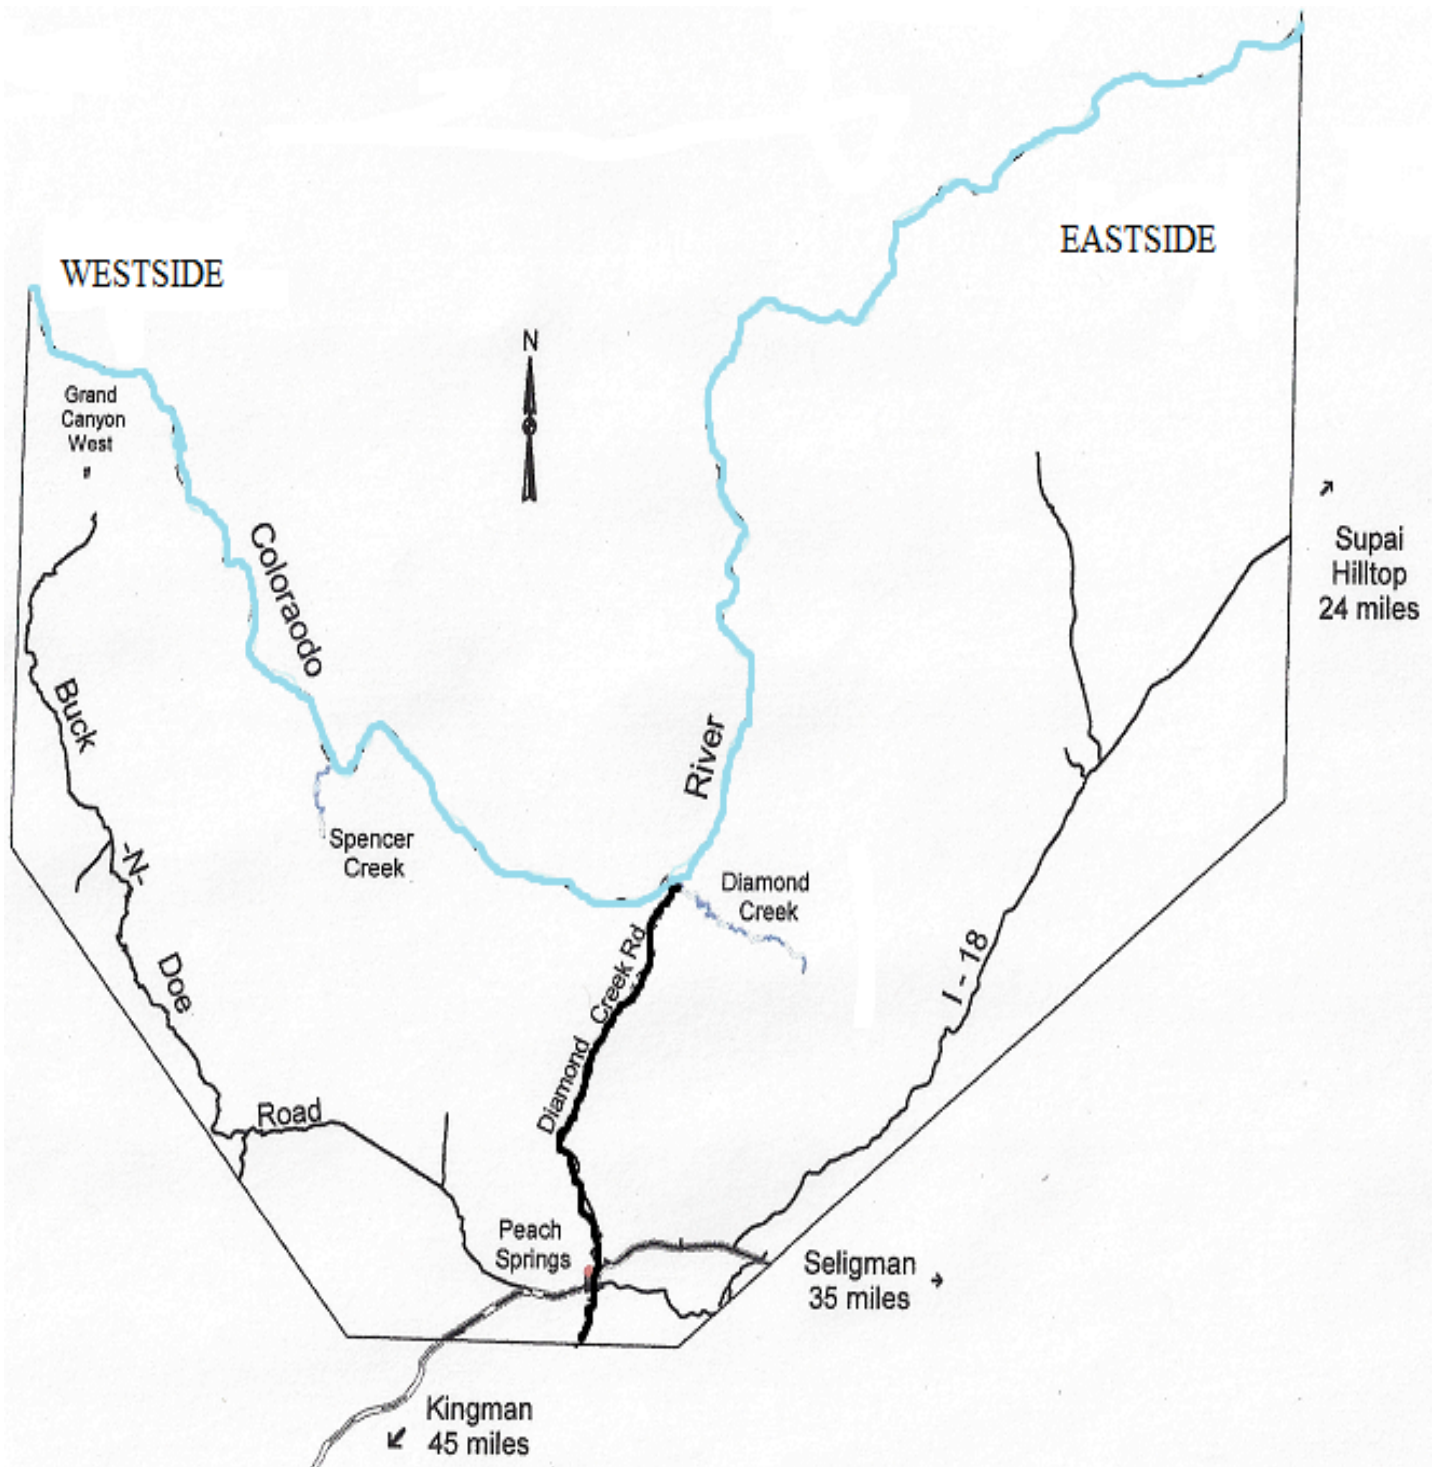 EASTSIDE
WESTSIDE
N
Grand
Canyon
West
Coloraodo
Supai
Hilltop
24 miles
Buck
River
Spencer
Creek
-N-
Diamond
Creek
Doe
Diamond Creek Rd
I - 18
Road
Peach
Springs
Seligman
35 miles
Kingman
45 miles